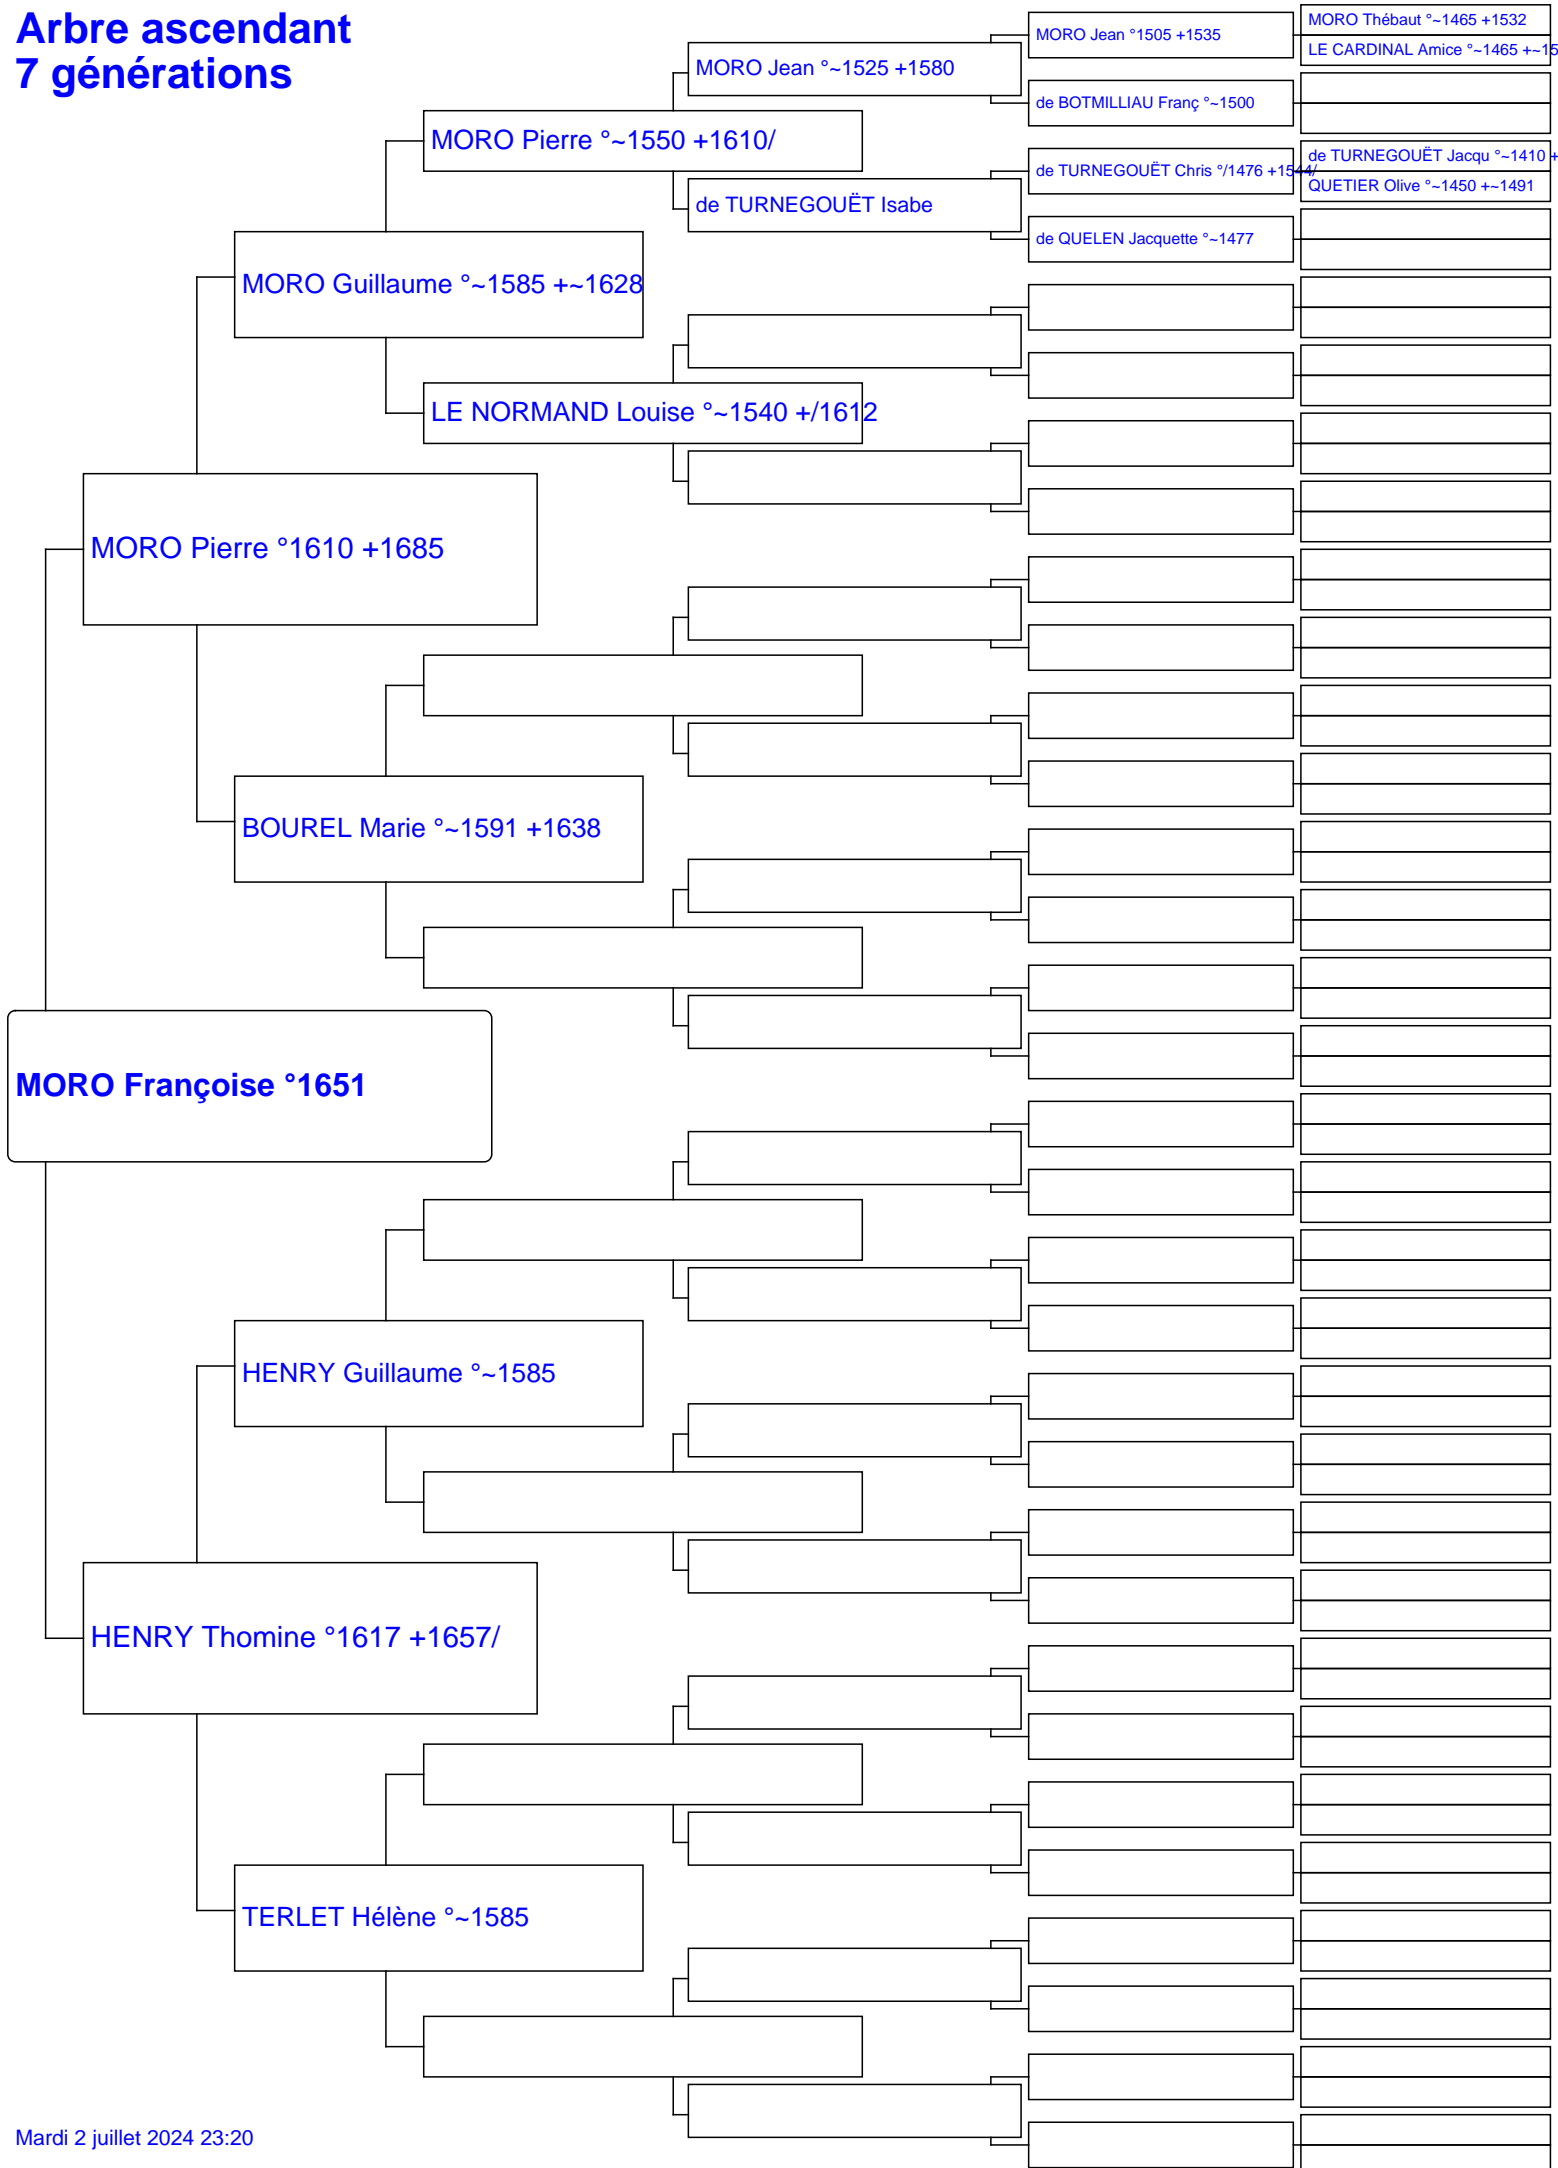 Arbre ascendant
7 générations
MORO Thébaut °~1465 +1532
MORO Jean °1505 +1535
LE CARDINAL Amice °~1465 +~15
MORO Jean °~1525 +1580
de BOTMILLIAU Franç °~1500
MORO Pierre °~1550 +1610/
de TURNEGOUËT Jacqu °~1410 +
de TURNEGOUËT Chris °/1476 +1544/
QUETIER Olive °~1450 +~1491
de TURNEGOUËT Isabe
de QUELEN Jacquette °~1477
MORO Guillaume °~1585 +~1628
LE NORMAND Louise °~1540 +/1612
MORO Pierre °1610 +1685
BOUREL Marie °~1591 +1638
MORO Françoise °1651
HENRY Guillaume °~1585
HENRY Thomine °1617 +1657/
TERLET Hélène °~1585
Mardi 2 juillet 2024 23:20